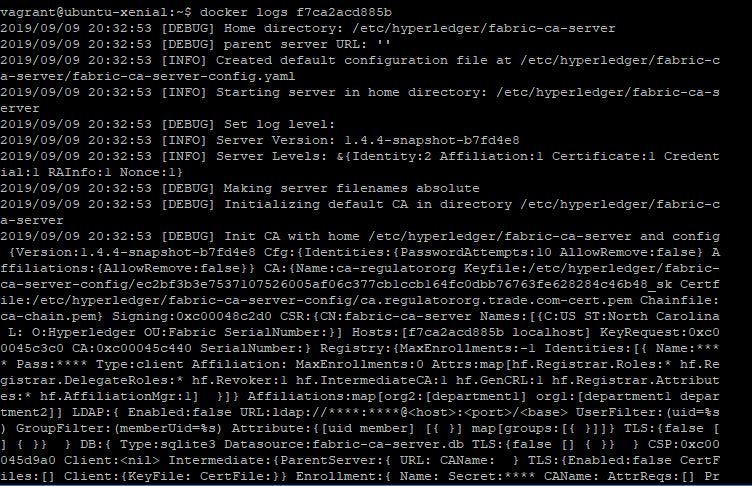 vagrant@ubuntu-xenial:~$ docker logs f7ca2acd885b
2019/09/09 20:32:53 [DEBUG] Home directory: /etc/hyperledger/fabric-ca-server
2019/09/09 20:32:53 [DEBUG] parent server URL: ''
2019/09/09 20:32:53 [INFO] Created default configuration file at /etc/hyperledger/fabric-c
a-server/fabric-ca-server-config.yaml
2019/09/09 20:32:53 [INFO] Starting server in home directory: /etc/hyperledger/fabric-ca-s
erver
2019/09/09 20:32:53 [DEBUG] Set log level:
2019/09/09 20:32:53 [INFO] Server Version: 1.4.4-snapshot-b7fd4e8
2019/09/09 20:32:53 [INFO] Server Levels: &{Identity:2 Affiliation:1 Certificate:1 Credent
ial:1 RAInfo:1 Nonce:1}
2019/09/09 20:32:53 [DEBUG] Making server filenames absolute
2019/09/09 20:32:53 [DEBUG] Initializing default CA in directory /etc/hyperledger/fabric-c
a-server
2019/09/09 20:32:53 [DEBUG] Init CA with home /etc/hyperledger/fabric-ca-server and config
 {Version:1.4.4-snapshot-b7fd4e8 Cfg:{Identities:{PasswordAttempts:10 AllowRemove:false} A
ffiliations:{AllowRemove:false}} CA:{Name:ca-regulatororg Keyfile:/etc/hyperledger/fabric-
ca-server-config/ec2bf3b3e7537107526005af06c377cb1ccb164fc0dbb76763fe628284c46b48_sk Certf
ile:/etc/hyperledger/fabric-ca-server-config/ca.regulatororg.trade.com-cert.pem Chainfile:
ca-chain.pem} Signing:0xc00048c2d0 CSR:{CN:fabric-ca-server Names:[{C:US ST:North Carolina
 L: O:Hyperledger OU:Fabric SerialNumber:}] Hosts:[f7ca2acd885b localhost] KeyRequest:0xc0
00045c3c0 CA:0xc00045c440 SerialNumber:} Registry:{MaxEnrollments:-1 Identities:[{ Name:***
* Pass:**** Type:client Affiliation: MaxEnrollments:0 Attrs:map[hf.Registrar.Roles:* hf.Re
gistrar.DelegateRoles:* hf.Revoker:1 hf.IntermediateCA:1 hf.GenCRL:1 hf.Registrar.Attribut
es:* hf.AffiliationMgr:1]  }]} Affiliations:map[org2:[department1] org1:[department1 depar
tment2]] LDAP:{ Enabled:false URL:ldap://****:****@<host>:<port>/<base> UserFilter:(uid=%s
) GroupFilter:(memberUid=%s) Attribute:{[uid member] [{ }] map[groups:[{ }]]} TLS:{false [
] { }}  } DB:{ Type:sqlite3 Datasource:fabric-ca-server.db TLS:{false [] { }}  } CSP:0xc00
045d9a0 Client:<nil> Intermediate:{ParentServer:{ URL: CAName:  } TLS:{Enabled:false CertF
iles:[] Client:{KeyFile: CertFile:}} Enrollment:{ Name: Secret:**** CAName: AttrReqs:[] Pr